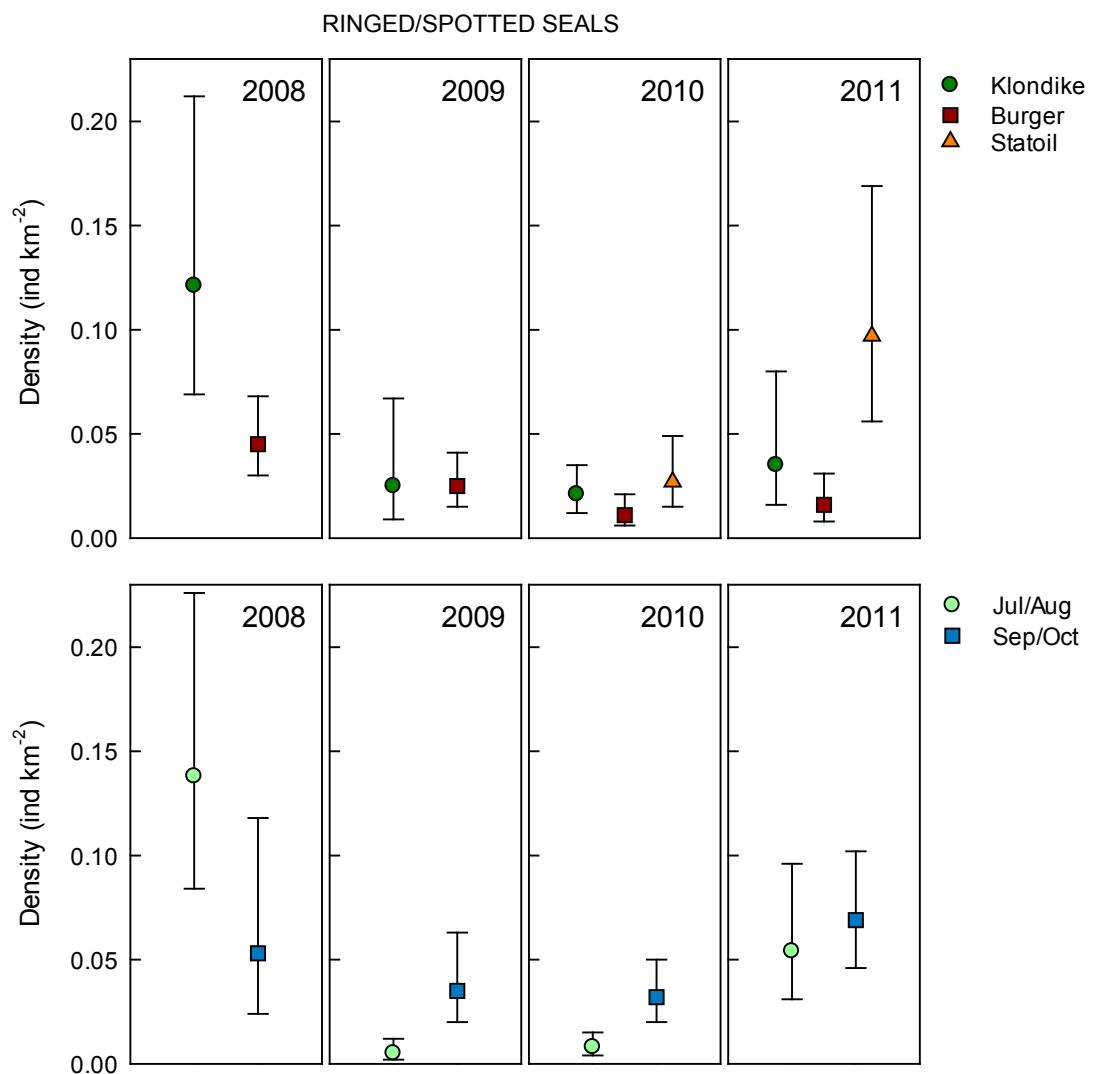 RINGED/SPOTTED SEALS
2008
2009
2010
2011
Klondike
Burger
Statoil
0.20
0.15
0.10
0.05
0.00
Density (ind km⁻²)
2008
2009
2010
2011
Jul/Aug
Sep/Oct
0.20
0.15
0.10
0.05
0.00
Density (ind km⁻²)